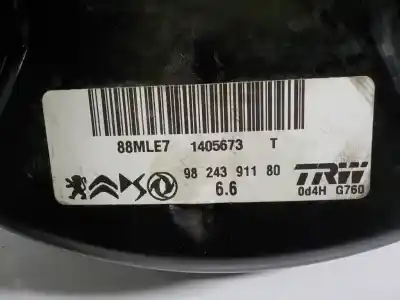 88MLE7 1405673 T
98 243 911 80
6.6
TRW
0d4H G760